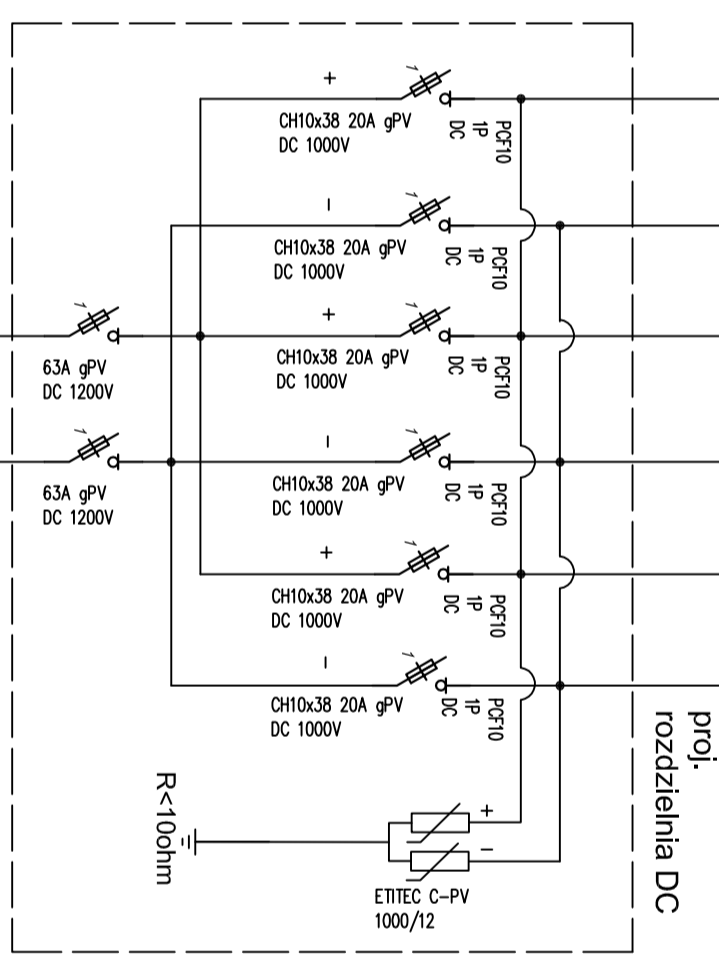 +
CH10x38 20A gPV
DC 1000V
PCF10
1P
DC
-
CH10x38 20A gPV
DC 1000V
PCF10
1P
DC
+
CH10x38 20A gPV
DC 1000V
PCF10
1P
DC
63A gPV
DC 1200V
-
CH10x38 20A gPV
DC 1000V
PCF10
1P
DC
63A gPV
DC 1200V
+
CH10x38 20A gPV
DC 1000V
PCF10
1P
DC
-
CH10x38 20A gPV
DC 1000V
PCF10
1P
DC
proj.
rozdzielnia DC
R<10ohm
+
-
ETITEC C-PV
1000/12